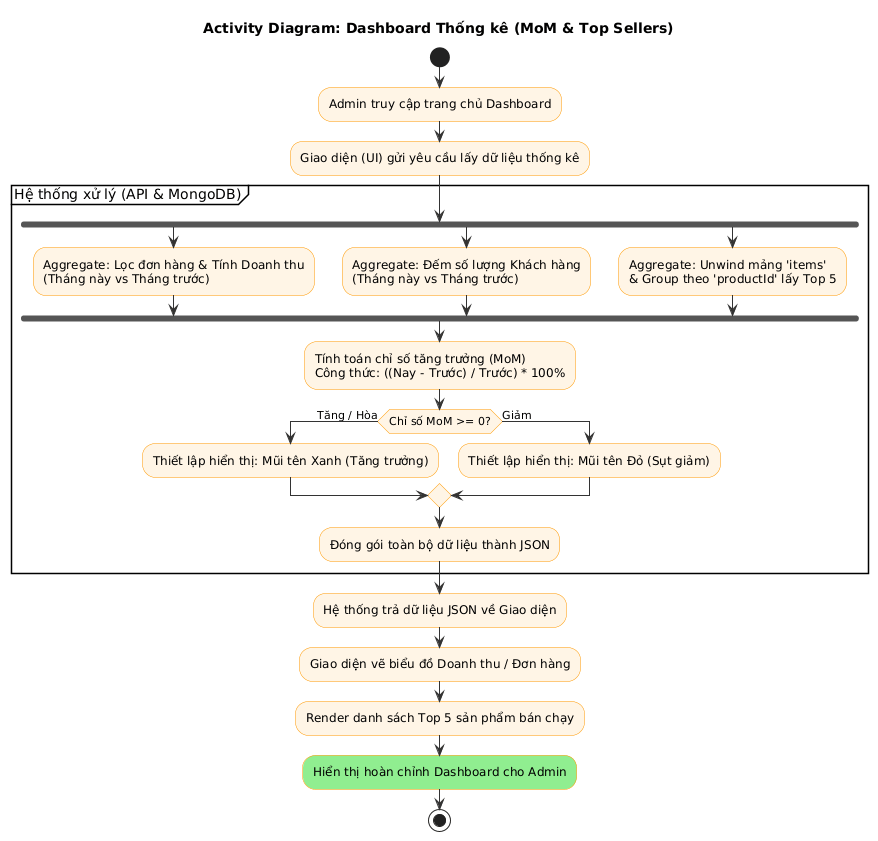 Activity Diagram: Dashboard Thống kê (MoM & Top Sellers)
Admin truy cập trang chủ Dashboard
Giao diện (UI) gửi yêu cầu lấy dữ liệu thống kê
Hệ thống xử lý (API & MongoDB)
Aggregate: Lọc đơn hàng & Tính Doanh thu
(Tháng này vs Tháng trước)
Aggregate: Đếm số lượng Khách hàng
(Tháng này vs Tháng trước)
Aggregate: Unwind mảng 'items'
& Group theo 'productId' lấy Top 5
Tính toán chỉ số tăng trưởng (MoM)
Công thức: ((Nay - Trước) / Trước) * 100%
Tăng / Hòa
Chỉ số MoM >= 0?
Giảm
Thiết lập hiển thị: Mũi tên Xanh (Tăng trưởng)
Thiết lập hiển thị: Mũi tên Đỏ (Sụt giảm)
Đóng gói toàn bộ dữ liệu thành JSON
Hệ thống trả dữ liệu JSON về Giao diện
Giao diện vẽ biểu đồ Doanh thu / Đơn hàng
Render danh sách Top 5 sản phẩm bán chạy
Hiển thị hoàn chỉnh Dashboard cho Admin